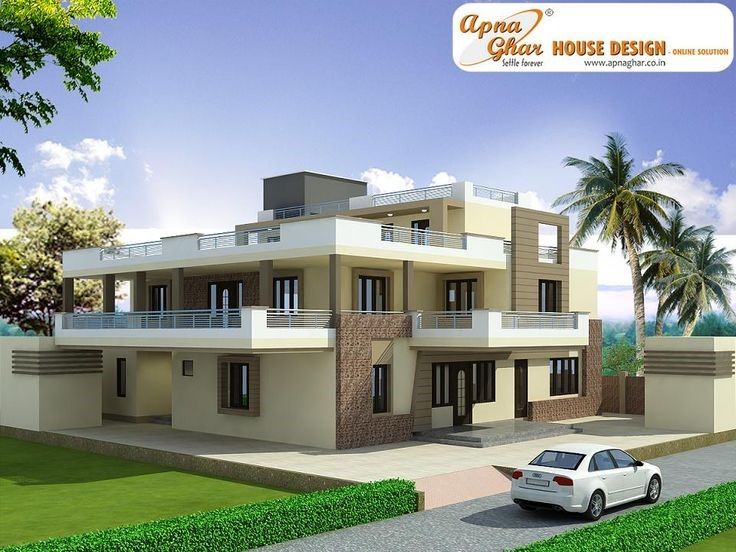 Apna Ghar®
Settle forever
HOUSE DESIGN - ONLINE SOLUTION
www.apnaghar.co.in